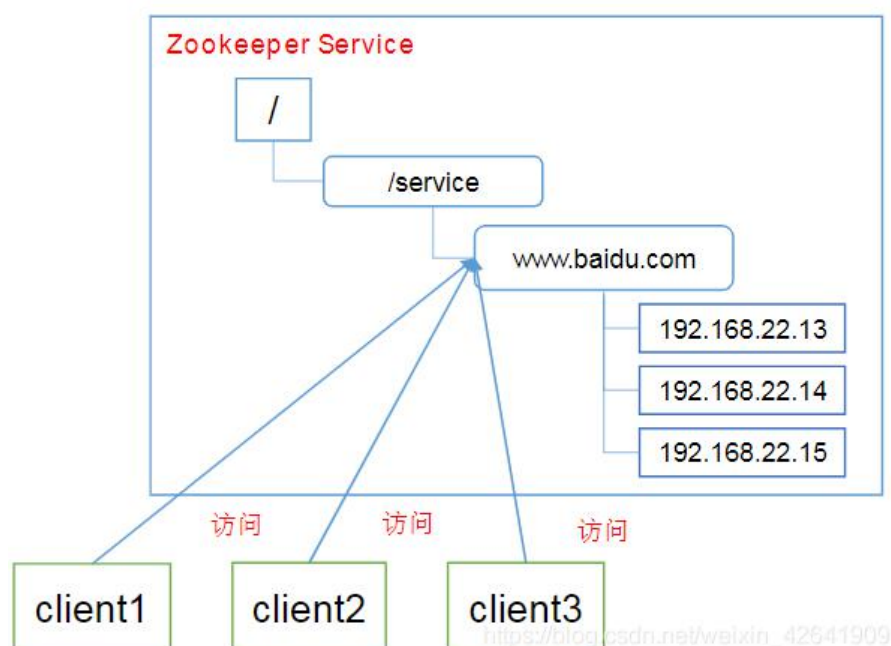 Zookeeper Service
/
/service
www.baidu.com
192.168.22.13
192.168.22.14
192.168.22.15
访问 访问 访问
client1 client2 client3
https://blog.csdn.net/weixin_42641909